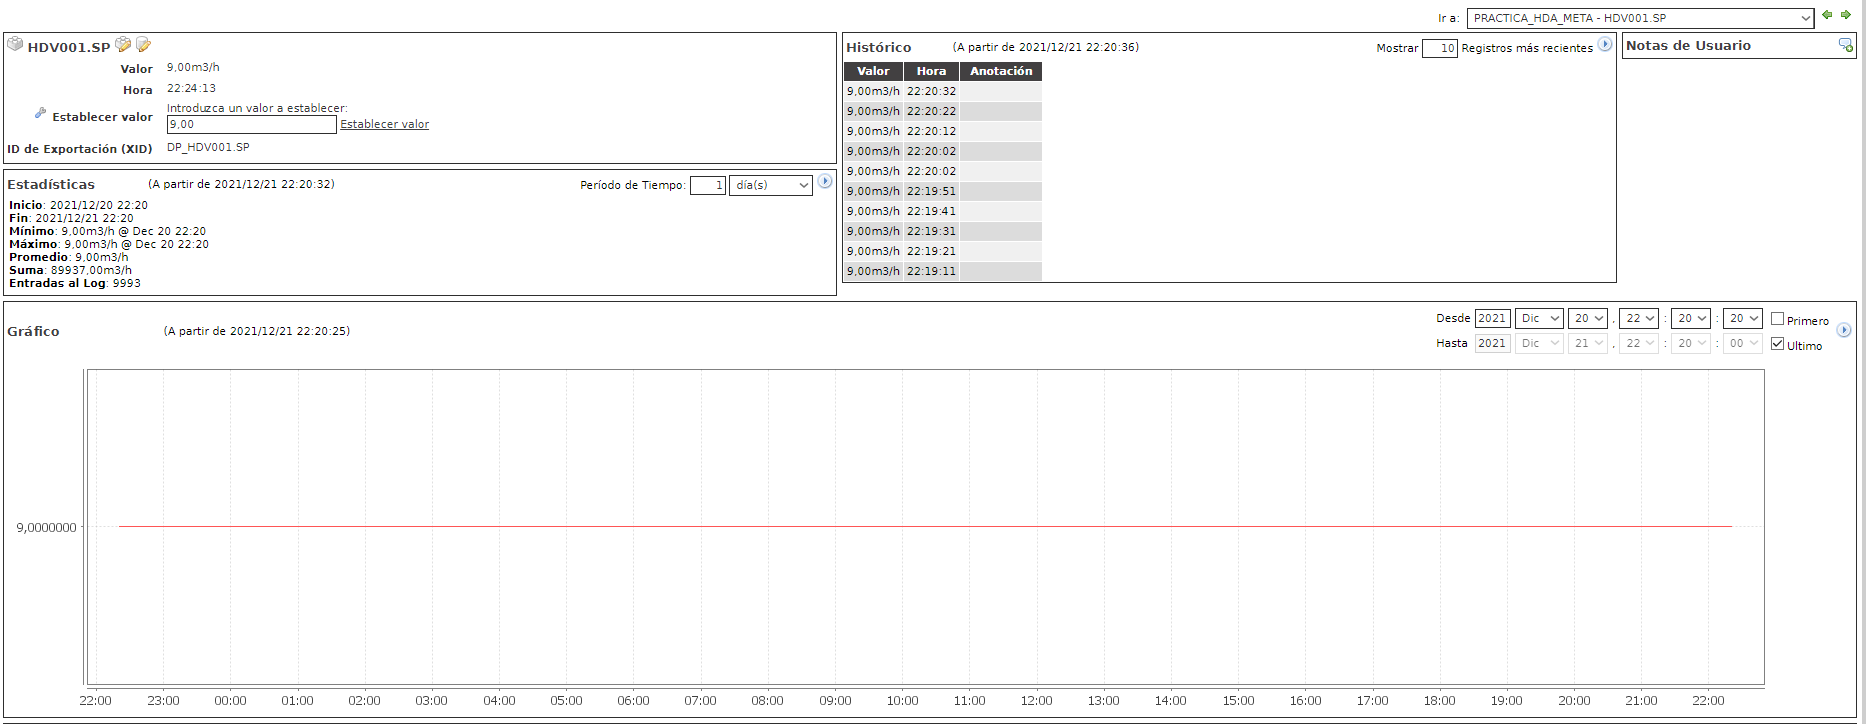 Ir a: PRACTICA_HDA_META - HDV001.SP
HDV001.SP
Valor 9,00m3/h
Hora 22:24:13
Establecer valor Introduzca un valor a establecer:
9,00 Establecer valor
ID de Exportación (XID) DP_HDV001.SP
Estadísticas (A partir de 2021/12/21 22:20:32) Período de Tiempo: 1 día(s)
Inicio: 2021/12/20 22:20
Fin: 2021/12/21 22:20
Mínimo: 9,00m3/h @ Dec 20 22:20
Máximo: 9,00m3/h @ Dec 20 22:20
Promedio: 9,00m3/h
Suma: 89937,00m3/h
Entradas al Log: 9993
Histórico (A partir de 2021/12/21 22:20:36) Mostrar 10 Registros más recientes
Valor Hora Anotación
9,00m3/h 22:20:32
9,00m3/h 22:20:22
9,00m3/h 22:20:12
9,00m3/h 22:20:02
9,00m3/h 22:20:02
9,00m3/h 22:19:51
9,00m3/h 22:19:41
9,00m3/h 22:19:31
9,00m3/h 22:19:21
9,00m3/h 22:19:11
Notas de Usuario
Gráfico (A partir de 2021/12/21 22:20:25)
Desde 2021 Dic 20 , 22 : 20 : 20 Primero
Hasta 2021 Dic 21 , 22 : 20 : 00 Ultimo
9,0000000
22:00 23:00 00:00 01:00 02:00 03:00 04:00 05:00 06:00 07:00 08:00 09:00 10:00 11:00 12:00 13:00 14:00 15:00 16:00 17:00 18:00 19:00 20:00 21:00 22:00